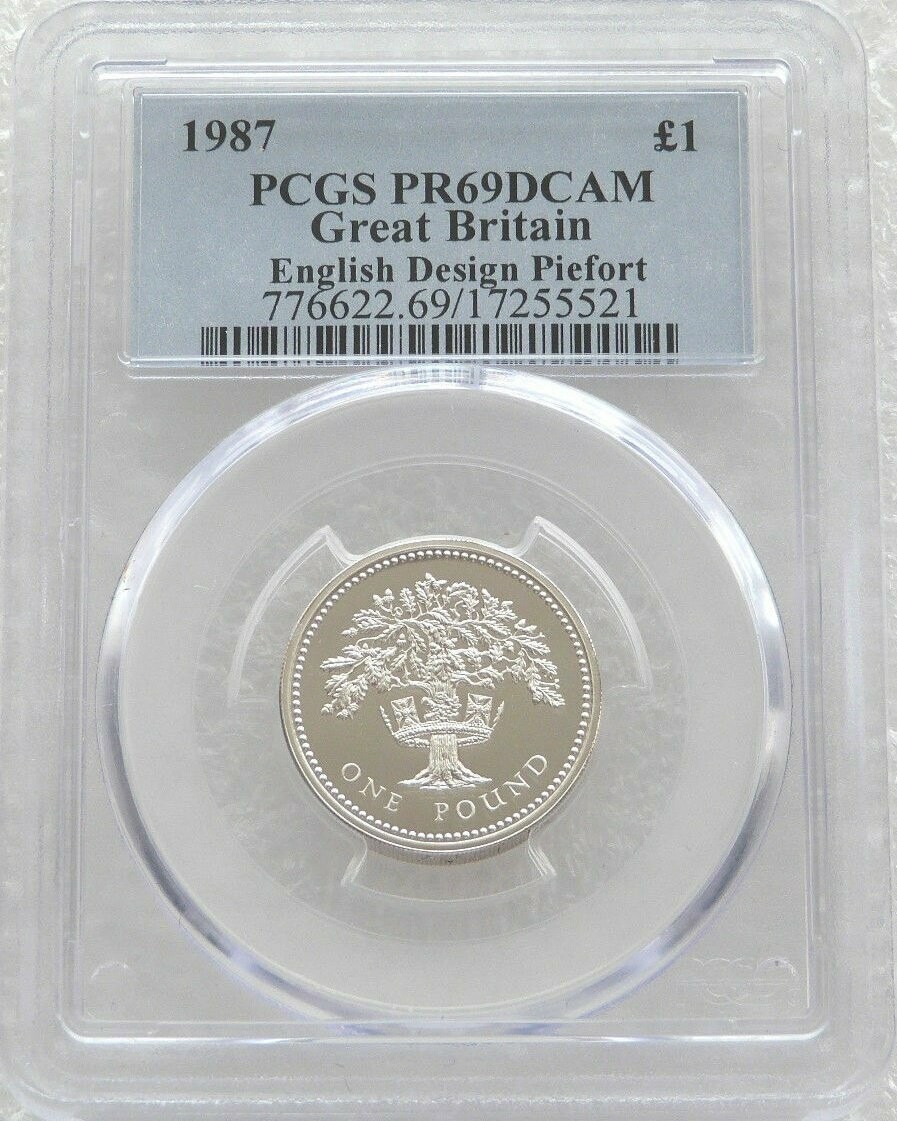 1987 £1
PCGS PR69DCAM
Great Britain
English Design Piefort
776622.69/17255521
ONE POUND